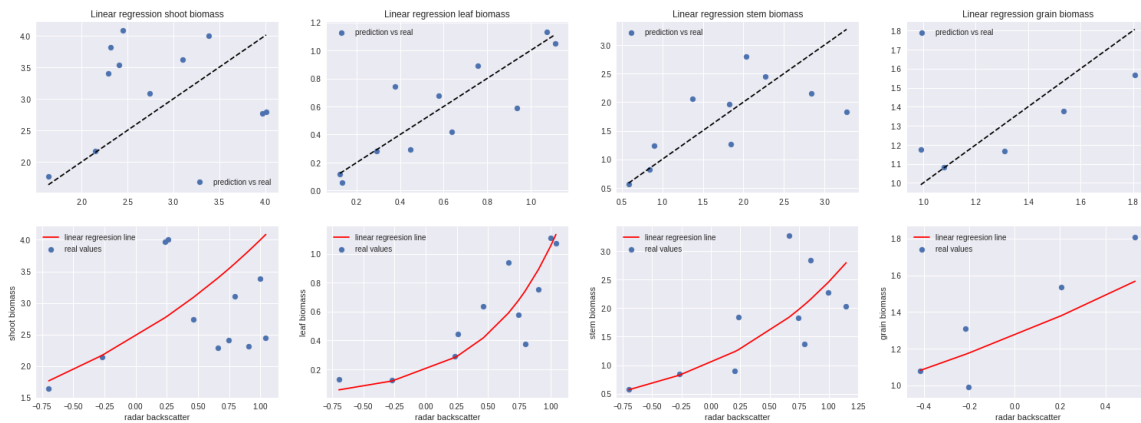 Linear regression shoot biomass
4.0
3.5
3.0
2.5
2.0
prediction vs real
2.0 2.5 3.0 3.5 4.0
Linear regression leaf biomass
1.2
1.0
0.8
0.6
0.4
0.2
0.0
prediction vs real
0.2 0.4 0.6 0.8 1.0
Linear regression stem biomass
3.0
2.5
2.0
1.5
1.0
0.5
prediction vs real
0.5 1.0 1.5 2.0 2.5 3.0
Linear regression grain biomass
1.8
1.7
1.6
1.5
1.4
1.3
1.2
1.1
1.0
prediction vs real
1.0 1.2 1.4 1.6 1.8
shoot biomass
4.0
3.5
3.0
2.5
2.0
1.5
linear regreesion line
real values
−0.75 −0.50 −0.25 0.00 0.25 0.50 0.75 1.00
radar backscatter
leaf biomass
1.2
1.0
0.8
0.6
0.4
0.2
linear regreesion line
real values
−0.75 −0.50 −0.25 0.00 0.25 0.50 0.75 1.00
radar backscatter
stem biomass
3.5
3.0
2.5
2.0
1.5
1.0
0.5
linear regreesion line
real values
−0.75 −0.50 −0.25 0.00 0.25 0.50 0.75 1.00 1.25
radar backscatter
grain biomass
1.8
1.6
1.4
1.2
1.0
linear regreesion line
real values
−0.4 −0.2 0.0 0.2 0.4
radar backscatter